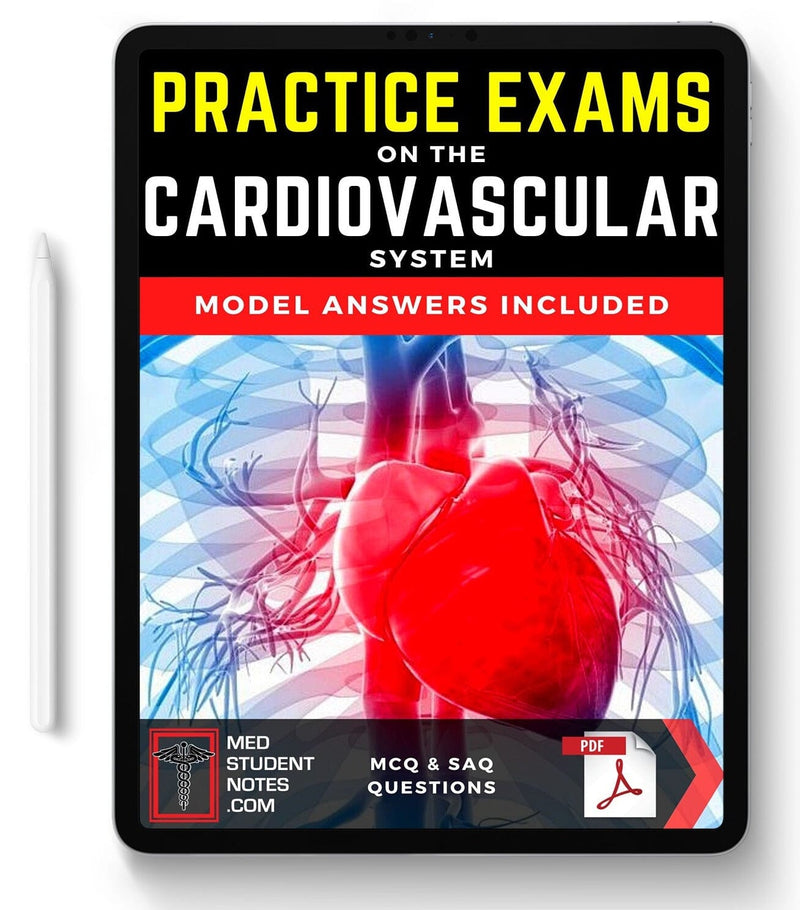 PRACTICE EXAMS
ON THE
CARDIOVASCULAR
SYSTEM
MODEL ANSWERS INCLUDED
MED
STUDENT
NOTES
.COM
MCQ & SAQ
QUESTIONS
PDF